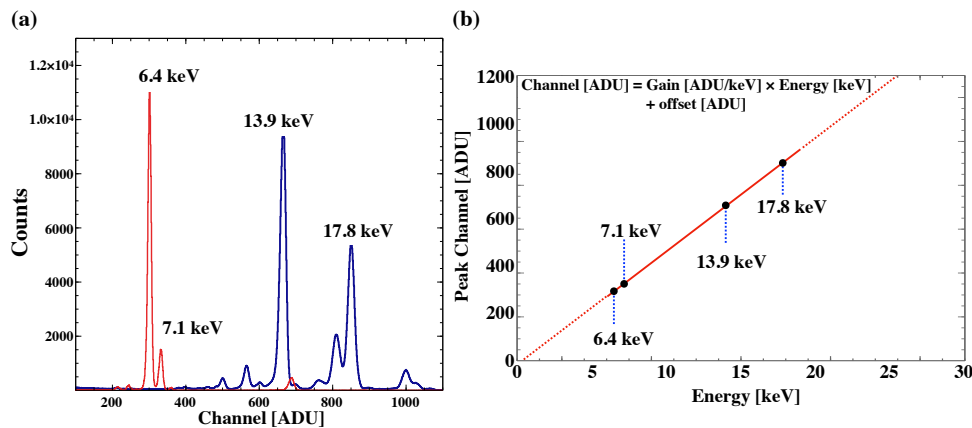 (a)
6.4 keV
13.9 keV
17.8 keV
7.1 keV
1.2×10⁴
1.0×10⁴
8000
6000
4000
2000
Counts
200
400
600
800
1000
Channel [ADU]
(b)
Channel [ADU] = Gain [ADU/keV] × Energy [keV]
+ offset [ADU]
7.1 keV
17.8 keV
13.9 keV
6.4 keV
1200
1000
800
600
400
200
0
Peak Channel [ADU]
0
5
10
15
20
25
30
Energy [keV]